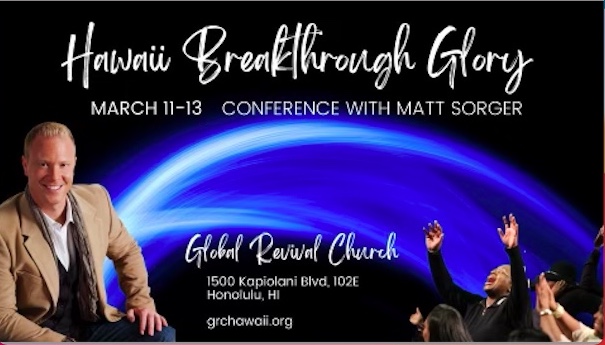 Hawaii Breakthrough Glory
MARCH 11-13 CONFERENCE WITH MATT SORGER
Global Revival Church
1500 Kapiolani Blvd, 102E
Honolulu, HI
grchawaii.org